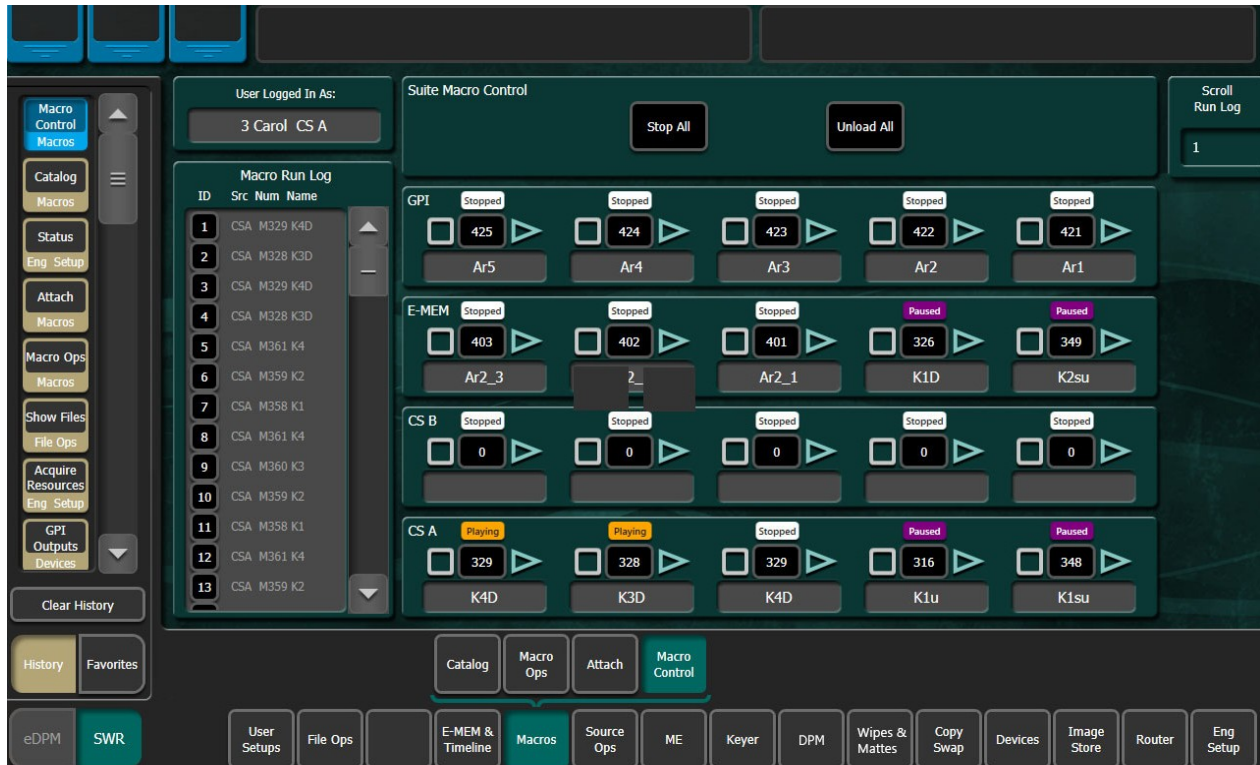 Macro
Control
Macros
Catalog
Macros
Status
Eng Setup
Attach
Macros
Macro Ops
Macros
Show Files
File Ops
Acquire
Resources
Eng Setup
GPI
Outputs
Devices
Clear History
History Favorites
eDPM SWR
User Logged In As:
3 Carol CS A
Macro Run Log
ID Src Num Name
1 CSA M329 K4D
2 CSA M328 K3D
3 CSA M329 K4D
4 CSA M328 K3D
5 CSA M361 K4
6 CSA M359 K2
7 CSA M358 K1
8 CSA M361 K4
9 CSA M360 K3
10 CSA M359 K2
11 CSA M358 K1
12 CSA M361 K4
13 CSA M359 K2
Suite Macro Control
Stop All Unload All
Scroll
Run Log
1
GPI Stopped Stopped Stopped Stopped Stopped
425 424 423 422 421
Ar5 Ar4 Ar3 Ar2 Ar1
E-MEM Stopped Stopped Stopped Paused Paused
403 402 401 326 349
Ar2_3 2_ Ar2_1 K1D K2su
CS B Stopped Stopped Stopped Stopped Stopped
0 0 0 0 0
CS A Playing Playing Stopped Paused Paused
329 328 329 316 348
K4D K3D K4D K1u K1su
Catalog Macro Ops Attach Macro Control
User Setups File Ops E-MEM & Timeline Macros Source Ops ME Keyer DPM Wipes & Mattes Copy Swap Devices Image Store Router Eng Setup